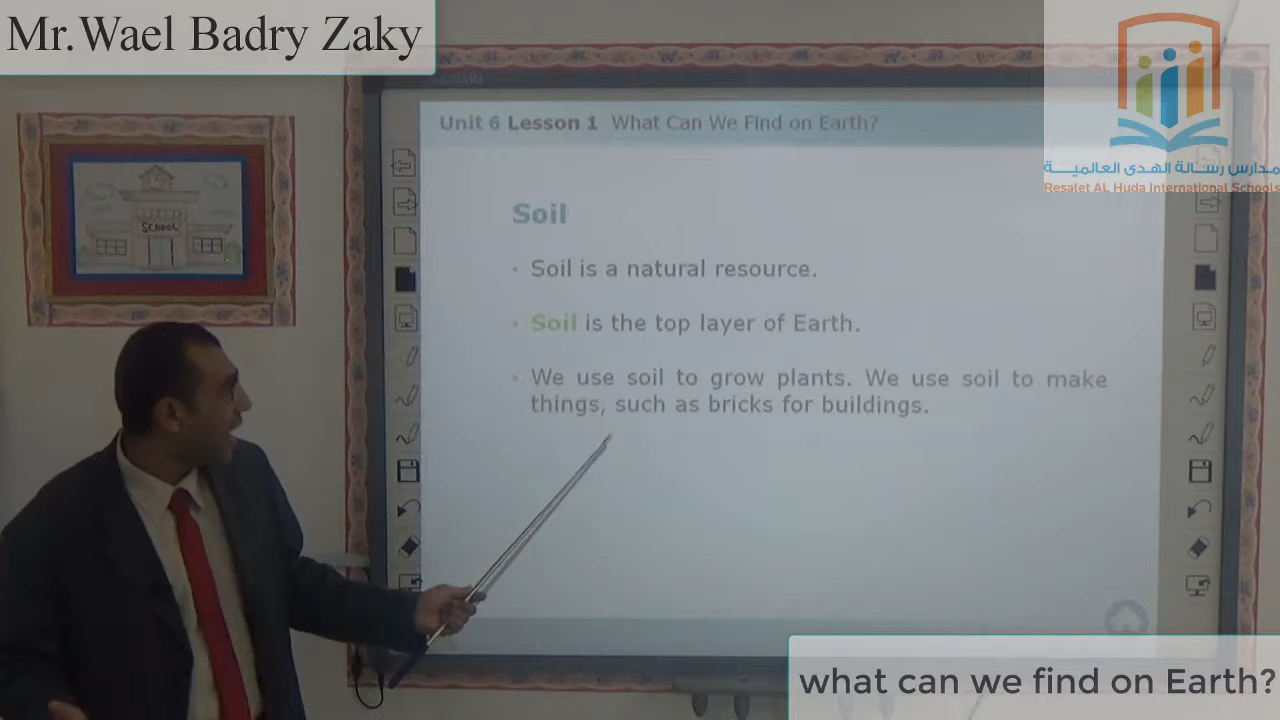 Mr.Wael Badry Zaky
مدارس رسالة الهدى العالمية
Resalet AL Huda International Schools
Unit 6 Lesson 1 What Can We Find on Earth?
SCHOOL
Soil
• Soil is a natural resource.
• Soil is the top layer of Earth.
• We use soil to grow plants. We use soil to make
things, such as bricks for buildings.
what can we find on Earth?